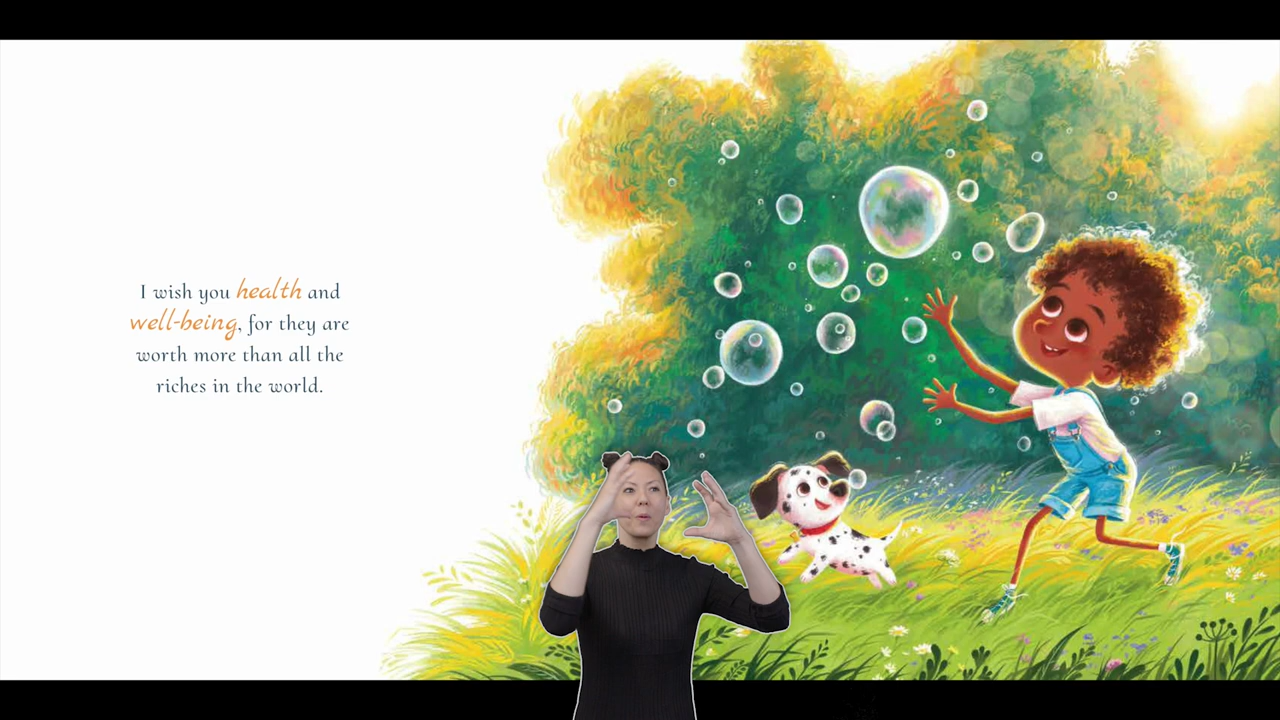 I wish you health and
well-being, for they are
worth more than all the
riches in the world.